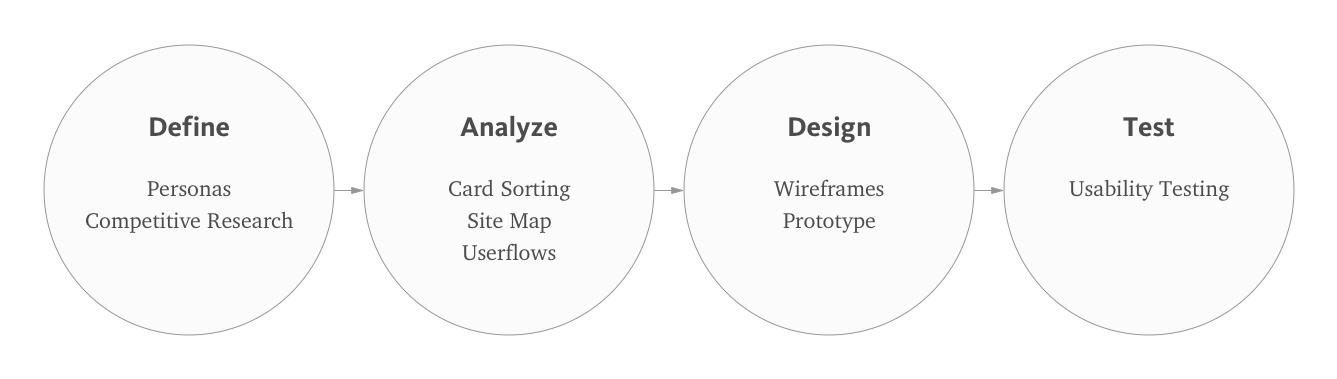 Define
Personas
Competitive Research
Analyze
Card Sorting
Site Map
Userflows
Design
Wireframes
Prototype
Test
Usability Testing